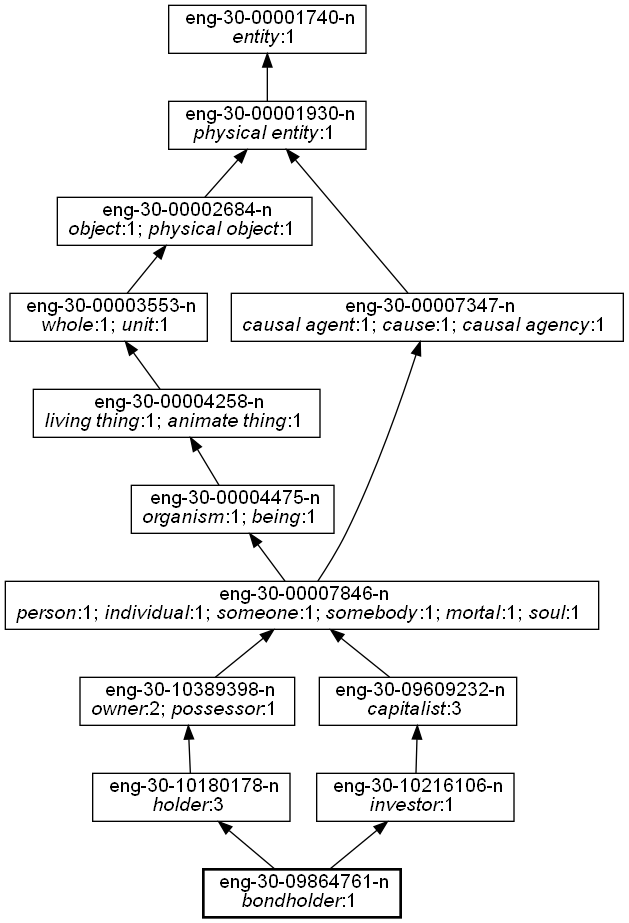 eng-30-00001740-n
entity:1
eng-30-00001930-n
physical entity:1
eng-30-00002684-n
object:1; physical object:1
eng-30-00003553-n
whole:1; unit:1
eng-30-00007347-n
causal agent:1; cause:1; causal agency:1
eng-30-00004258-n
living thing:1; animate thing:1
eng-30-00004475-n
organism:1; being:1
eng-30-00007846-n
person:1; individual:1; someone:1; somebody:1; mortal:1; soul:1
eng-30-10389398-n
owner:2; possessor:1
eng-30-09609232-n
capitalist:3
eng-30-10180178-n
holder:3
eng-30-10216106-n
investor:1
eng-30-09864761-n
bondholder:1